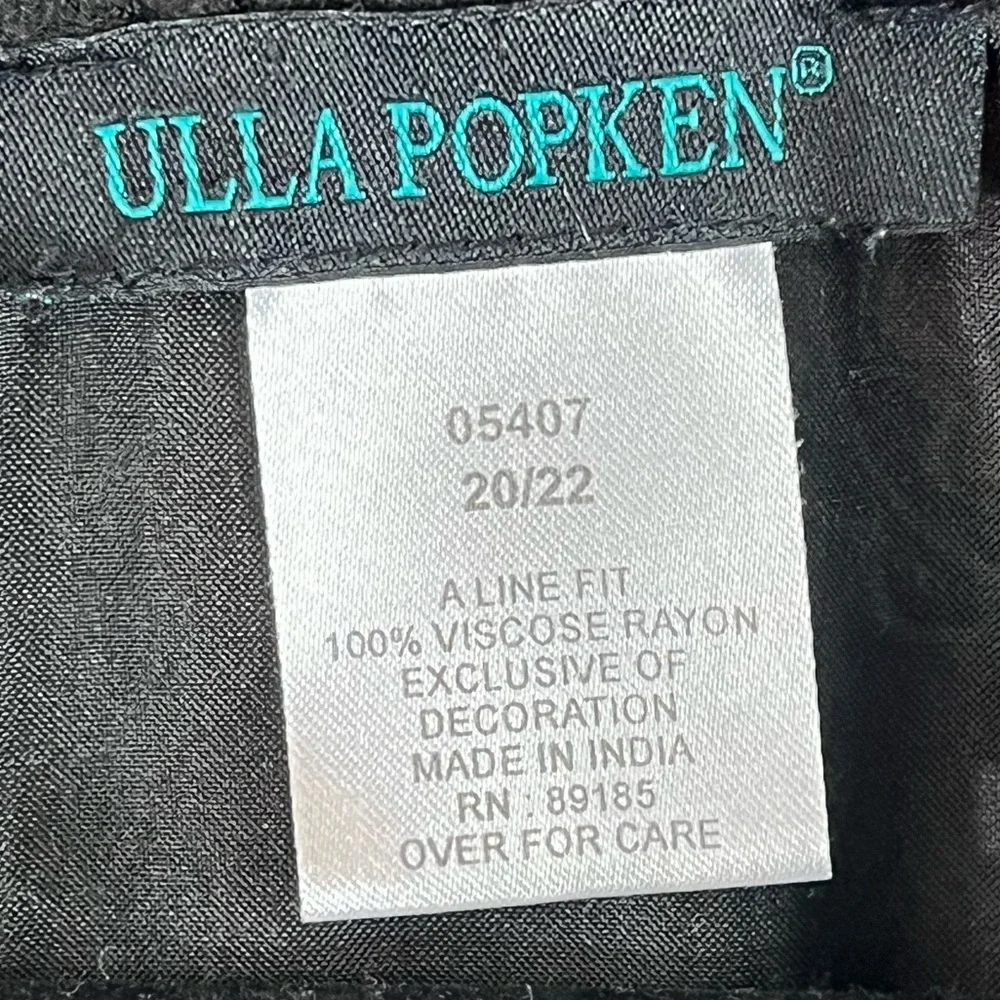 ULLA POPKEN®
05407
20/22
A LINE FIT
100% VISCOSE RAYON
EXCLUSIVE OF
DECORATION
MADE IN INDIA
RN : 89185
OVER FOR CARE